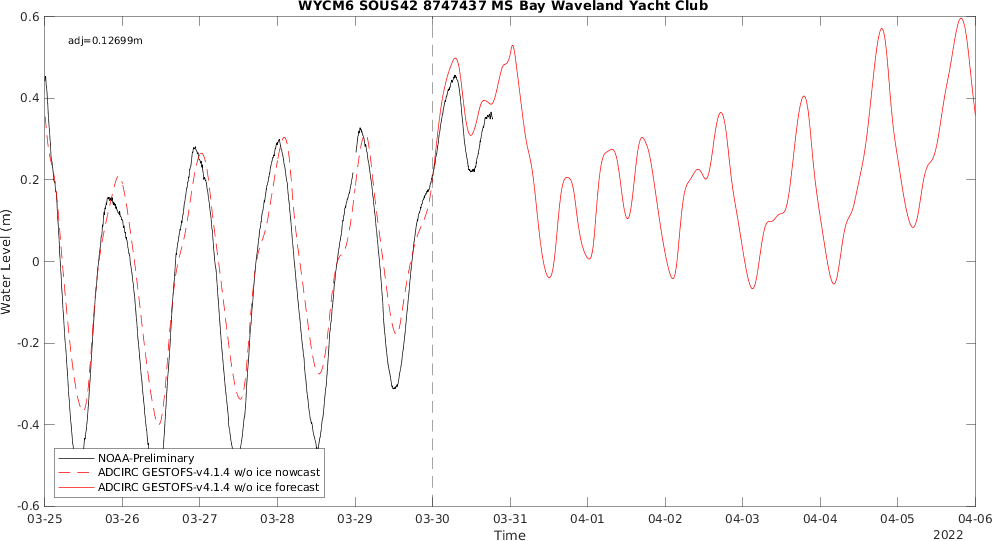 WYCM6 SOUS42 8747437 MS Bay Waveland Yacht Club
adj=0.12699m
0.6
0.4
0.2
0
-0.2
-0.4
-0.6
Water Level (m)
NOAA-Preliminary
ADCIRC GESTOFS-v4.1.4 w/o ice nowcast
ADCIRC GESTOFS-v4.1.4 w/o ice forecast
03-25 03-26 03-27 03-28 03-29 03-30 03-31 04-01 04-02 04-03 04-04 04-05 04-06
Time
2022